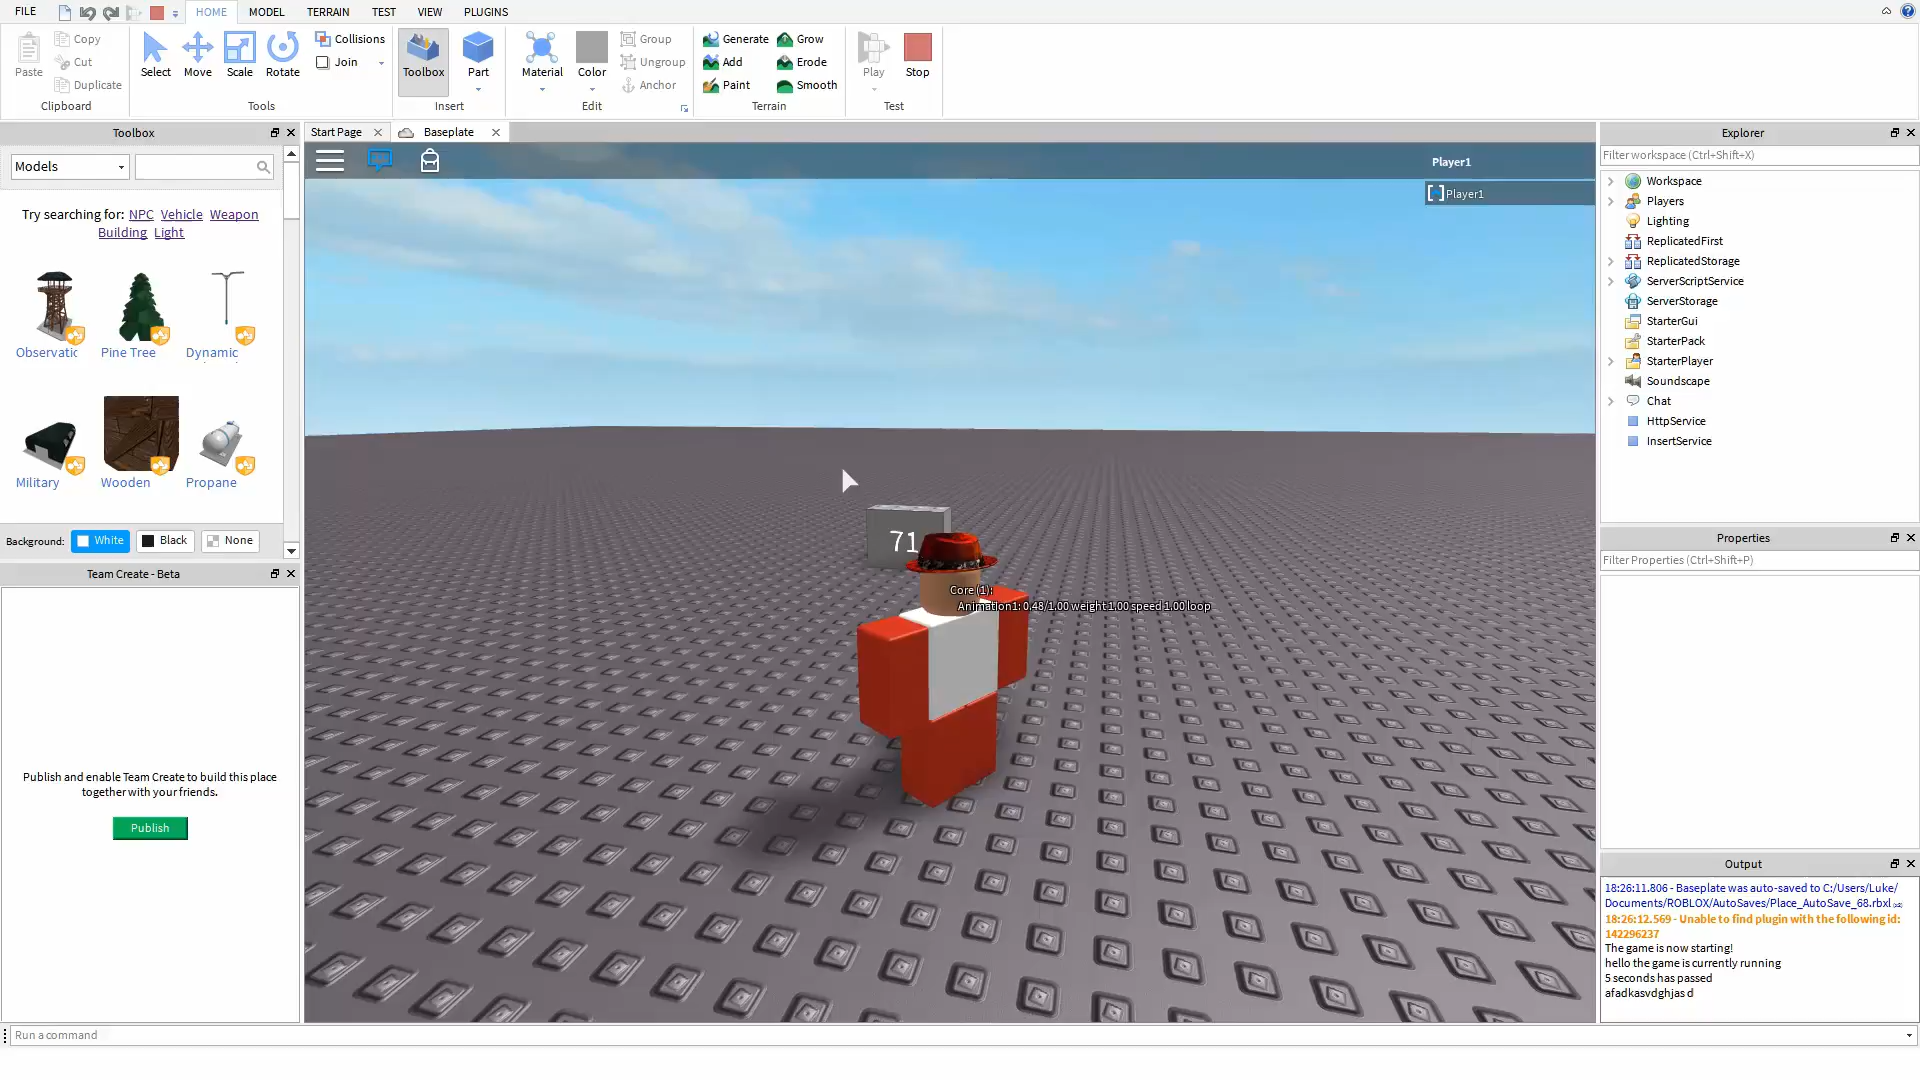 FILE HOME MODEL TERRAIN TEST VIEW PLUGINS
Paste Copy Cut Duplicate
Clipboard
Select Move Scale Rotate Collisions Join
Tools
Toolbox Part
Insert
Material Color Group Ungroup Anchor
Edit
Generate Grow
Add Erode
Paint Smooth
Terrain
Play Stop
Test
Toolbox
Models
Try searching for: NPC Vehicle Weapon
Building Light
Observatic Pine Tree Dynamic
Military Wooden Propane
Background: White Black None
Team Create - Beta
Publish and enable Team Create to build this place
together with your friends.
Publish
Start Page Baseplate
Player1
Player1
71
Core (1):
Animation1: 0.48/1.00 weight 1.00 speed 1.00 loop
Explorer
Filter workspace (Ctrl+Shift+X)
Workspace
Players
Lighting
ReplicatedFirst
ReplicatedStorage
ServerScriptService
ServerStorage
StarterGui
StarterPack
StarterPlayer
Soundscape
Chat
HttpService
InsertService
Properties
Filter Properties (Ctrl+Shift+P)
Output
18:26:11.806 - Baseplate was auto-saved to C:/Users/Luke/
Documents/ROBLOX/AutoSaves/Place_AutoSave_68.rbxl
18:26:12.569 - Unable to find plugin with the following id:
142296237
The game is now starting!
hello the game is currently running
5 seconds has passed
afadkasvdghjas d
Run a command